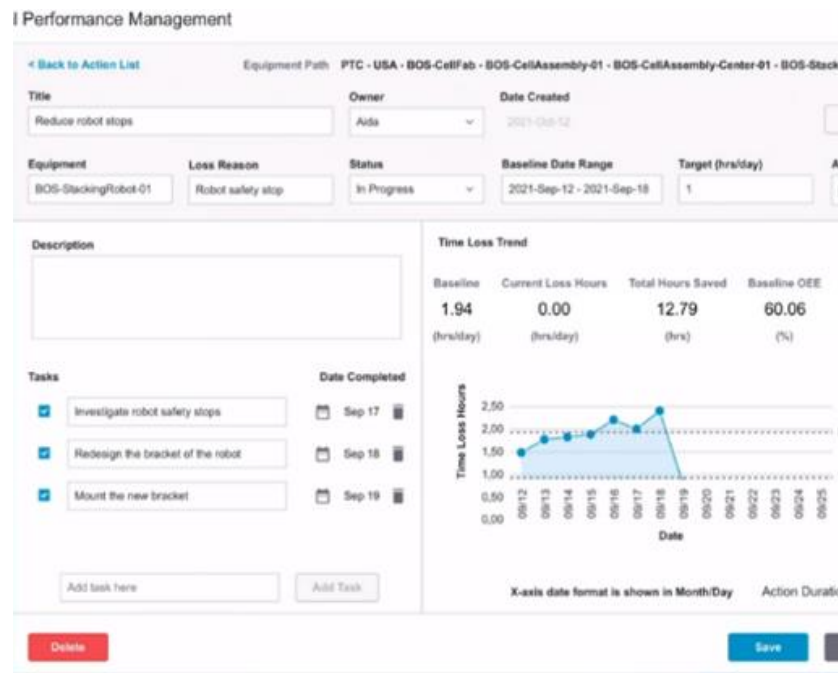 l Performance Management
< Back to Action List Equipment Path PTC - USA - BOS-CellFab - BOS-CellAssembly-01 - BOS-CellAssembly-Center-01 - BOS-Stack
Title Owner Date Created
Reduce robot stops Aida 2021-Oct-12
Equipment Loss Reason Status Baseline Date Range Target (hrs/day) A
BOS-StackingRobot-01 Robot safety stop In Progress 2021-Sep-12 - 2021-Sep-18 1
Description
Time Loss Trend
Baseline Current Loss Hours Total Hours Saved Baseline OEE
1.94 0.00 12.79 60.06
(hrs/day) (hrs/day) (hrs) (%)
Tasks Date Completed
Investigate robot safety stops Sep 17
Redesign the bracket of the robot Sep 18
Mount the new bracket Sep 19
Add task here Add Task
Time Loss Hours
2,50
2,00
1,50
1,00
0,50
0,00
09/12 09/13 09/14 09/15 09/16 09/17 09/18 09/19 09/20 09/21 09/22 09/23 09/24 09/25
Date
X-axis date format is shown in Month/Day Action Duratio
Delete Save